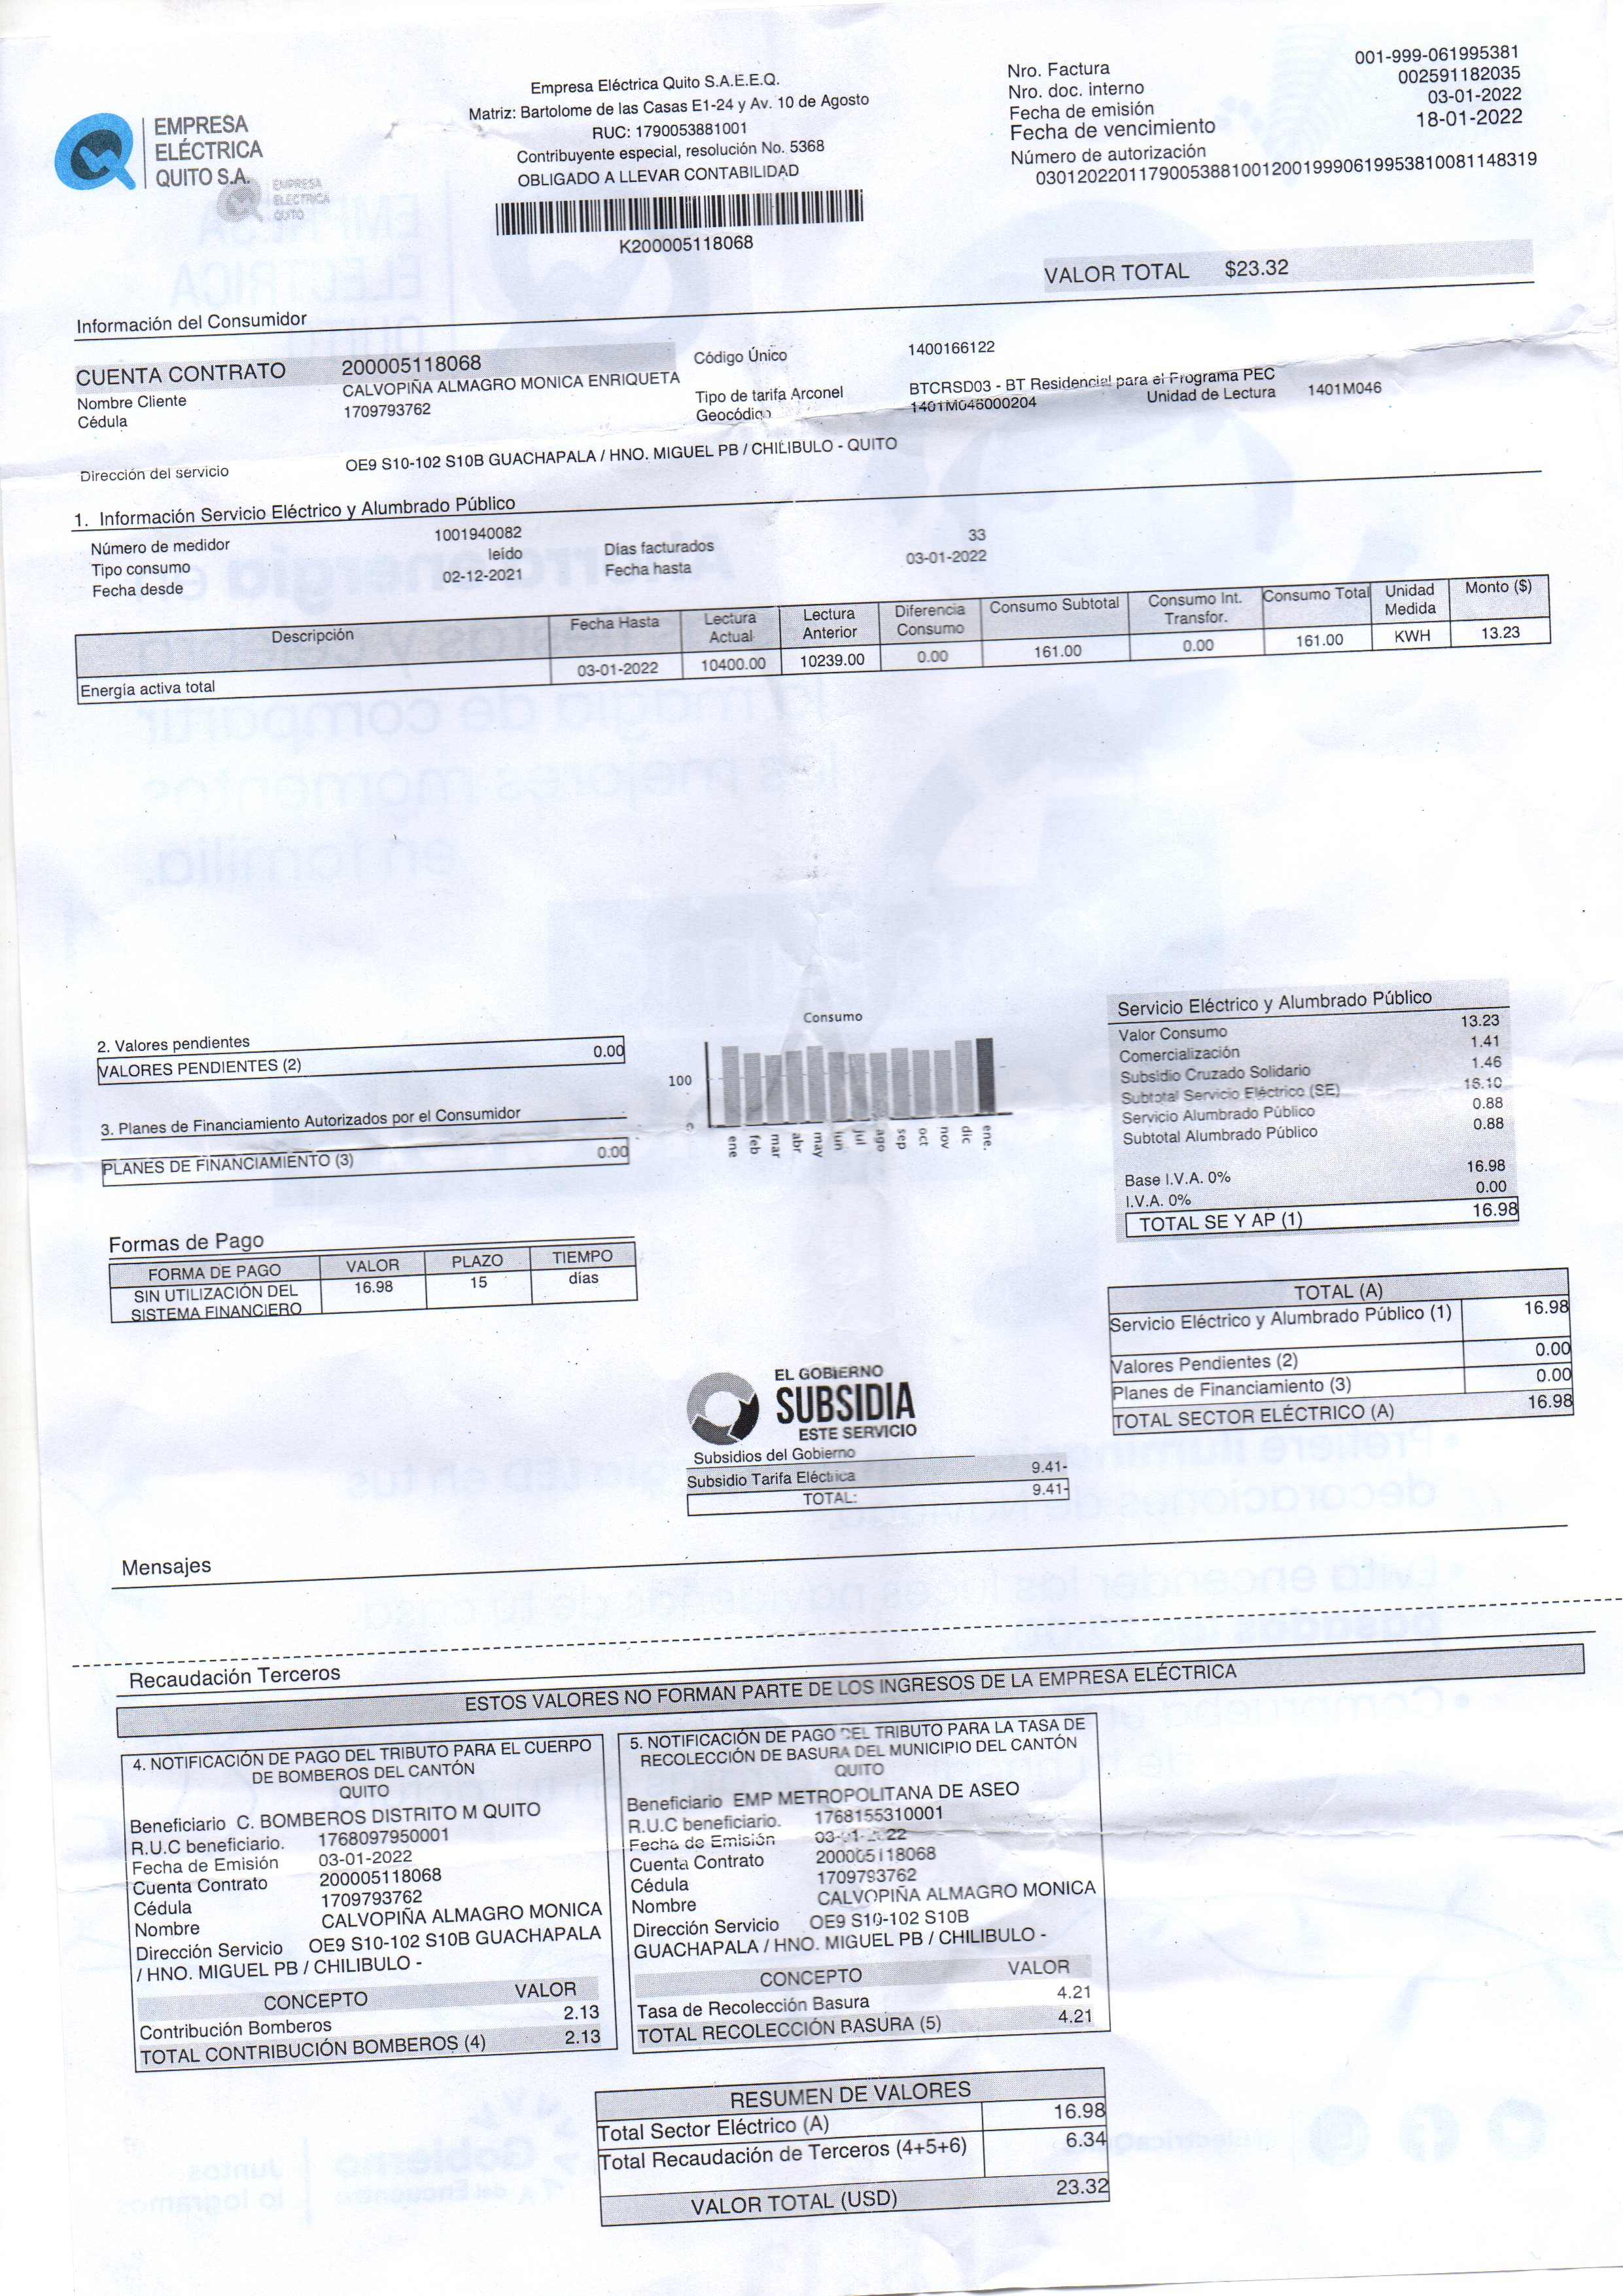 EMPRESA
ELÉCTRICA
QUITO S.A.
EMPRESA
ELÉCTRICA
QUITO
Empresa Eléctrica Quito S.A.E.E.Q.
Matriz: Bartolome de las Casas E1-24 y Av. 10 de Agosto
RUC: 1790053881001
Contribuyente especial, resolución No. 5368
OBLIGADO A LLEVAR CONTABILIDAD
K200005118068
Nro. Factura 001-999-061995381
Nro. doc. interno 002591182035
Fecha de emisión 03-01-2022
Fecha de vencimiento 18-01-2022
Número de autorización
0301202201179005388100120019990619953810081148319
VALOR TOTAL $23.32
Información del Consumidor
CUENTA CONTRATO 200005118068
Nombre Cliente CALVOPIÑA ALMAGRO MONICA ENRIQUETA
Cédula 1709793762
Código Único 1400166122
Tipo de tarifa Arconel BTCRSD03 - BT Residencial para el Programa PEC
Geocódigo 1401M046000204 Unidad de Lectura 1401M046
Dirección del servicio OE9 S10-102 S10B GUACHAPALA / HNO. MIGUEL PB / CHILIBULO - QUITO
1. Información Servicio Eléctrico y Alumbrado Público
Número de medidor 1001940082
Tipo consumo leído Días facturados 33
Fecha desde 02-12-2021 Fecha hasta 03-01-2022
Descripción Fecha Hasta Lectura Actual Lectura Anterior Diferencia Consumo Consumo Subtotal Consumo Int. Transfor. Consumo Total Unidad Medida Monto ($)
Energía activa total 03-01-2022 10400.00 10239.00 0.00 161.00 0.00 161.00 KWH 13.23
2. Valores pendientes
VALORES PENDIENTES (2) 0.00
3. Planes de Financiamiento Autorizados por el Consumidor
PLANES DE FINANCIAMIENTO (3) 0.00
Consumo
100
0
ene feb mar abr may jun jul ago sep oct nov dic ene.
Servicio Eléctrico y Alumbrado Público
Valor Consumo 13.23
Comercialización 1.41
Subsidio Cruzado Solidario 1.46
Subtotal Servicio Eléctrico (SE) 16.10
Servicio Alumbrado Público 0.88
Subtotal Alumbrado Público 0.88
Base I.V.A. 0% 16.98
I.V.A. 0% 0.00
TOTAL SE Y AP (1) 16.98
Formas de Pago
FORMA DE PAGO VALOR PLAZO TIEMPO
SIN UTILIZACIÓN DEL 16.98 15 días
SISTEMA FINANCIERO
TOTAL (A)
Servicio Eléctrico y Alumbrado Público (1) 16.98
Valores Pendientes (2) 0.00
Planes de Financiamiento (3) 0.00
TOTAL SECTOR ELÉCTRICO (A) 16.98
EL GOBIERNO
SUBSIDIA
ESTE SERVICIO
Subsidios del Gobierno
Subsidio Tarifa Eléctrica 9.41-
TOTAL: 9.41-
Mensajes
Recaudación Terceros
ESTOS VALORES NO FORMAN PARTE DE LOS INGRESOS DE LA EMPRESA ELÉCTRICA
4. NOTIFICACIÓN DE PAGO DEL TRIBUTO PARA EL CUERPO
DE BOMBEROS DEL CANTÓN
QUITO
Beneficiario C. BOMBEROS DISTRITO M QUITO
R.U.C beneficiario. 1768097950001
Fecha de Emisión 03-01-2022
Cuenta Contrato 200005118068
Cédula 1709793762
Nombre CALVOPIÑA ALMAGRO MONICA
Dirección Servicio OE9 S10-102 S10B GUACHAPALA
/ HNO. MIGUEL PB / CHILIBULO -
CONCEPTO VALOR
Contribución Bomberos 2.13
TOTAL CONTRIBUCIÓN BOMBEROS (4) 2.13
5. NOTIFICACIÓN DE PAGO DEL TRIBUTO PARA LA TASA DE
RECOLECCIÓN DE BASURA DEL MUNICIPIO DEL CANTÓN
QUITO
Beneficiario EMP METROPOLITANA DE ASEO
R.U.C beneficiario. 1768155310001
Fecha de Emisión 03-01-2022
Cuenta Contrato 200005118068
Cédula 1709793762
Nombre CALVOPIÑA ALMAGRO MONICA
Dirección Servicio OE9 S10-102 S10B
GUACHAPALA / HNO. MIGUEL PB / CHILIBULO -
CONCEPTO VALOR
Tasa de Recolección Basura 4.21
TOTAL RECOLECCIÓN BASURA (5) 4.21
RESUMEN DE VALORES
Total Sector Eléctrico (A) 16.98
Total Recaudación de Terceros (4+5+6) 6.34
VALOR TOTAL (USD) 23.32